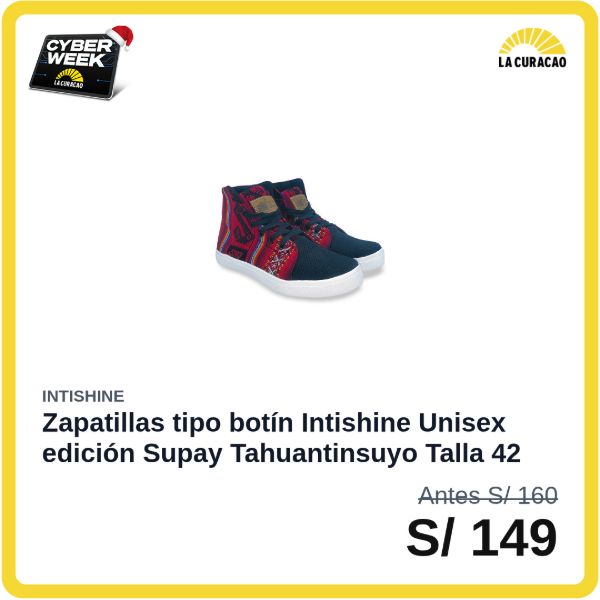 CYBER
WEEK
LA CURACAO
LA CURACAO
INTISHINE
Zapatillas tipo botín Intishine Unisex
edición Supay Tahuantinsuyo Talla 42
Antes S/ 160
S/ 149